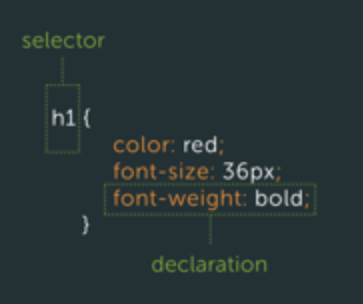 selector
h1 {
color: red;
font-size: 36px;
font-weight: bold;
}
declaration